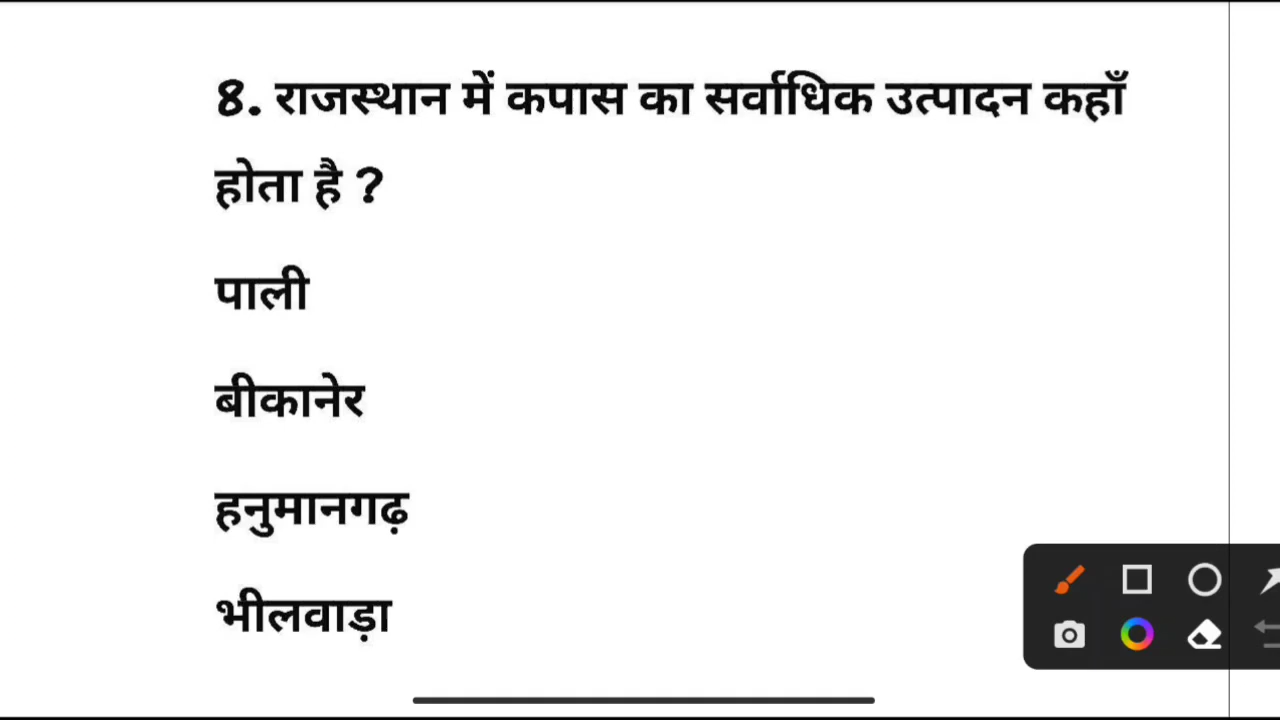 8. राजस्थान में कपास का सर्वाधिक उत्पादन कहाँ
होता है ?
पाली
बीकानेर
हनुमानगढ़
भीलवाड़ा